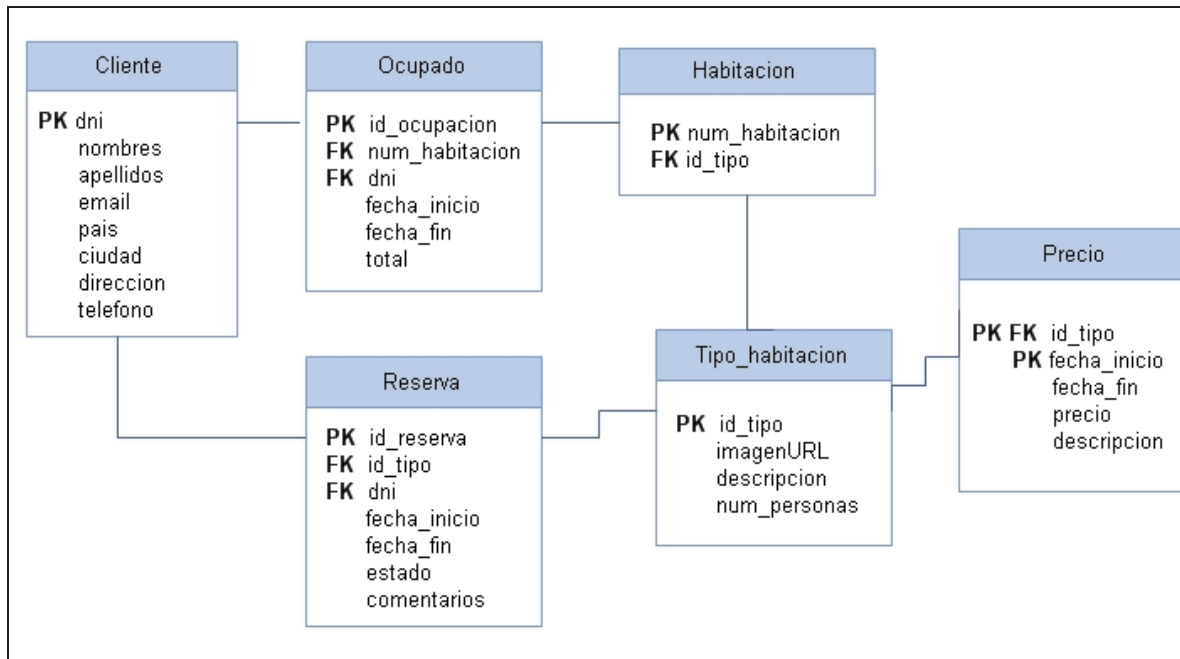 Cliente
PK dni
nombres
apellidos
email
pais
ciudad
direccion
telefono
Ocupado
PK id_ocupacion
FK num_habitacion
FK dni
fecha_inicio
fecha_fin
total
Habitacion
PK num_habitacion
FK id_tipo
Precio
PK FK id_tipo
PK fecha_inicio
fecha_fin
precio
descripcion
Reserva
PK id_reserva
FK id_tipo
FK dni
fecha_inicio
fecha_fin
estado
comentarios
Tipo_habitacion
PK id_tipo
imagenURL
descripcion
num_personas